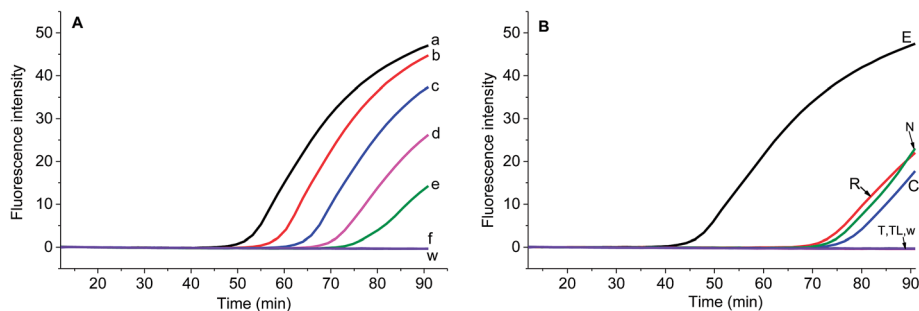 A
Fluorescence intensity
50
40
30
20
10
0
a
b
c
d
e
f
w
20 30 40 50 60 70 80 90
Time (min)
B
Fluorescence intensity
50
40
30
20
10
0
E
N
R
C
T,TL,w
20 30 40 50 60 70 80 90
Time (min)